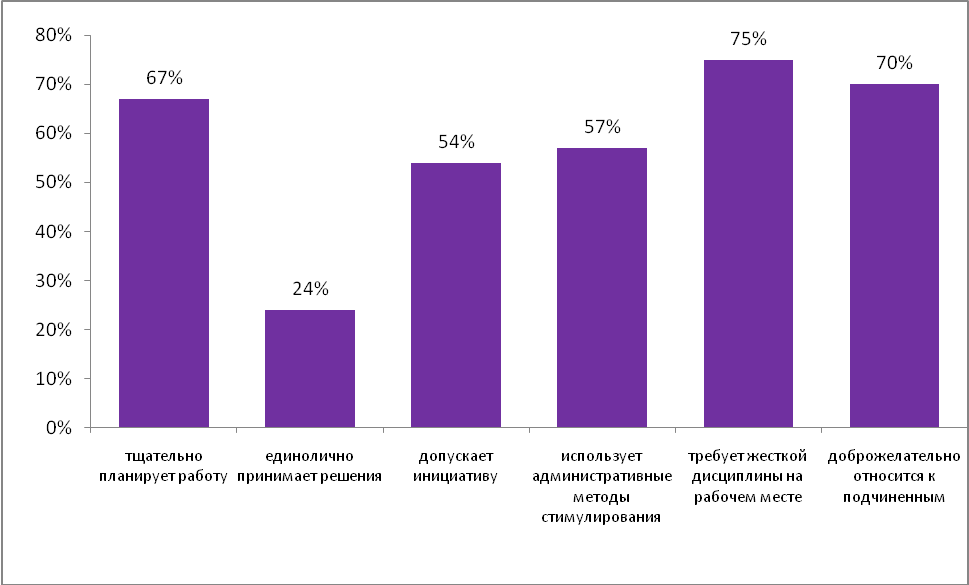 80%
70%
60%
50%
40%
30%
20%
10%
0%
67%
24%
54%
57%
75%
70%
тщательно
планирует работу
единолично
принимает решения
допускает
инициативу
использует
административные
методы
стимулирования
требует жесткой
дисциплины на
рабочем месте
доброжелательно
относится к
подчиненным